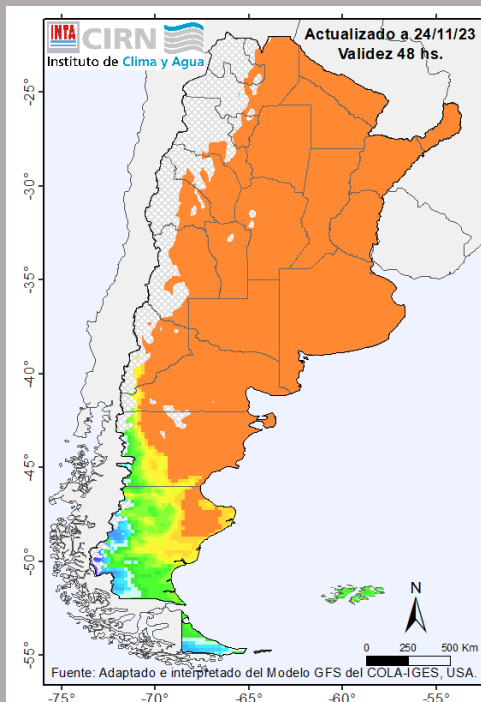 INTA CIRN
Instituto de Clima y Agua
Actualizado a 24/11/23
Validez 48 hs.
-25°
-30°
-35°
-40°
-45°
-50°
-55°
N
0 250 500 Km
Fuente: Adaptado e interpretado del Modelo GFS del COLA-IGES, USA.
-75° -70° -65° -60° -55°